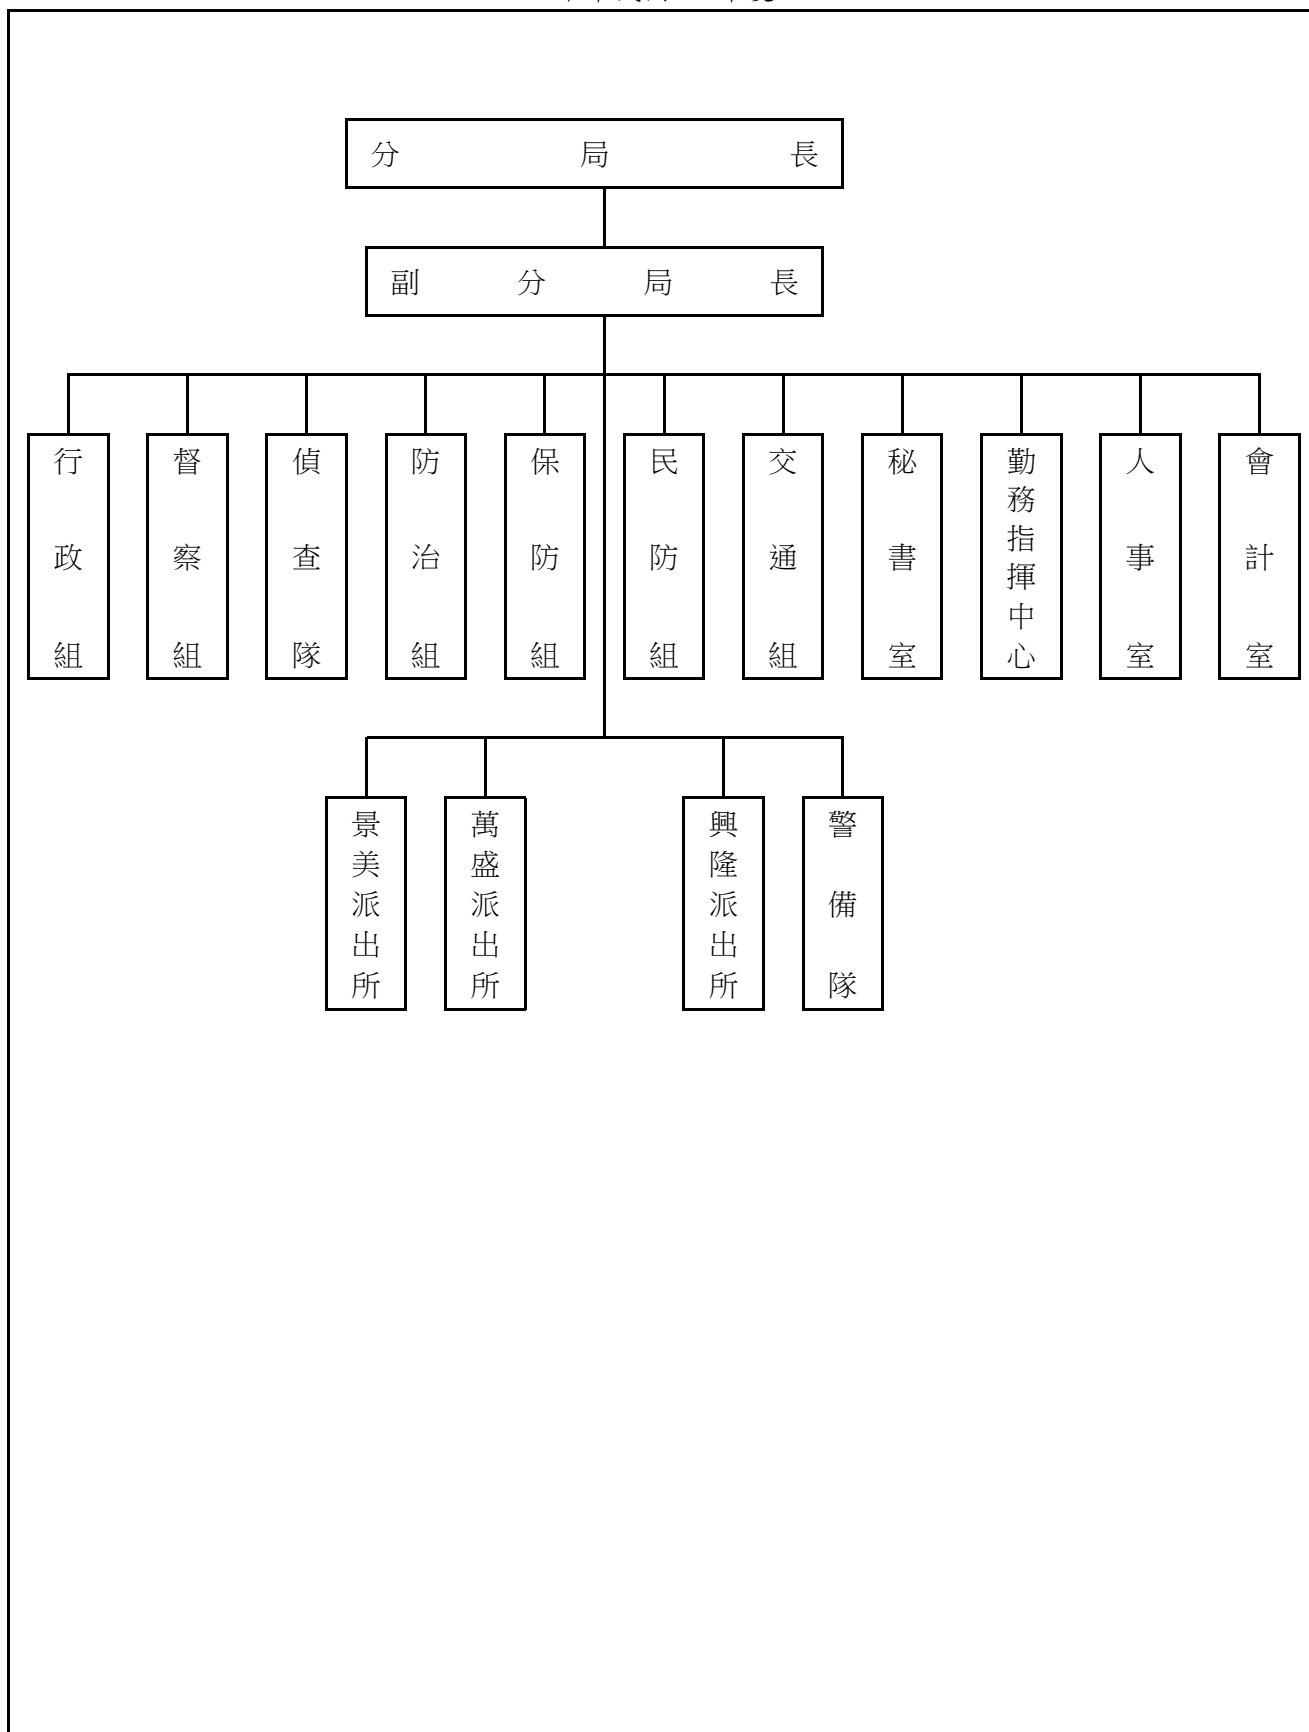 分局長
副分局長
行政組
督察組
偵查隊
防治組
保防組
民防組
交通組
秘書室
勤務指揮中心
人事室
會計室
景美派出所
萬盛派出所
興隆派出所
警備隊